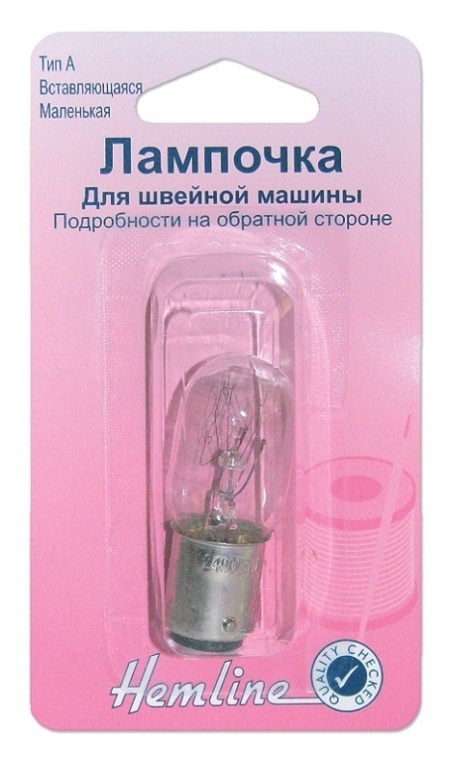 Тип А
Вставляющаяся
Маленькая
Лампочка
Для швейной машины
Подробности на обратной стороне
Hemline
QUALITY CHECKED